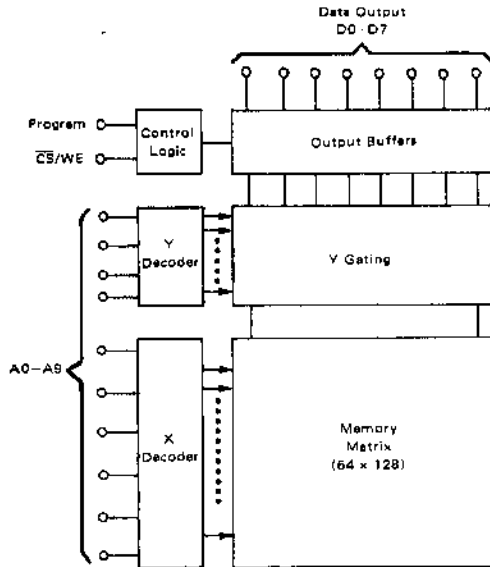 Data Output
D0-D7
Program
Control
Logic
Output Buffers
CS/WE
Y
Decoder
Y Gating
A0-A9
X
Decoder
Memory
Matrix
(64 x 128)